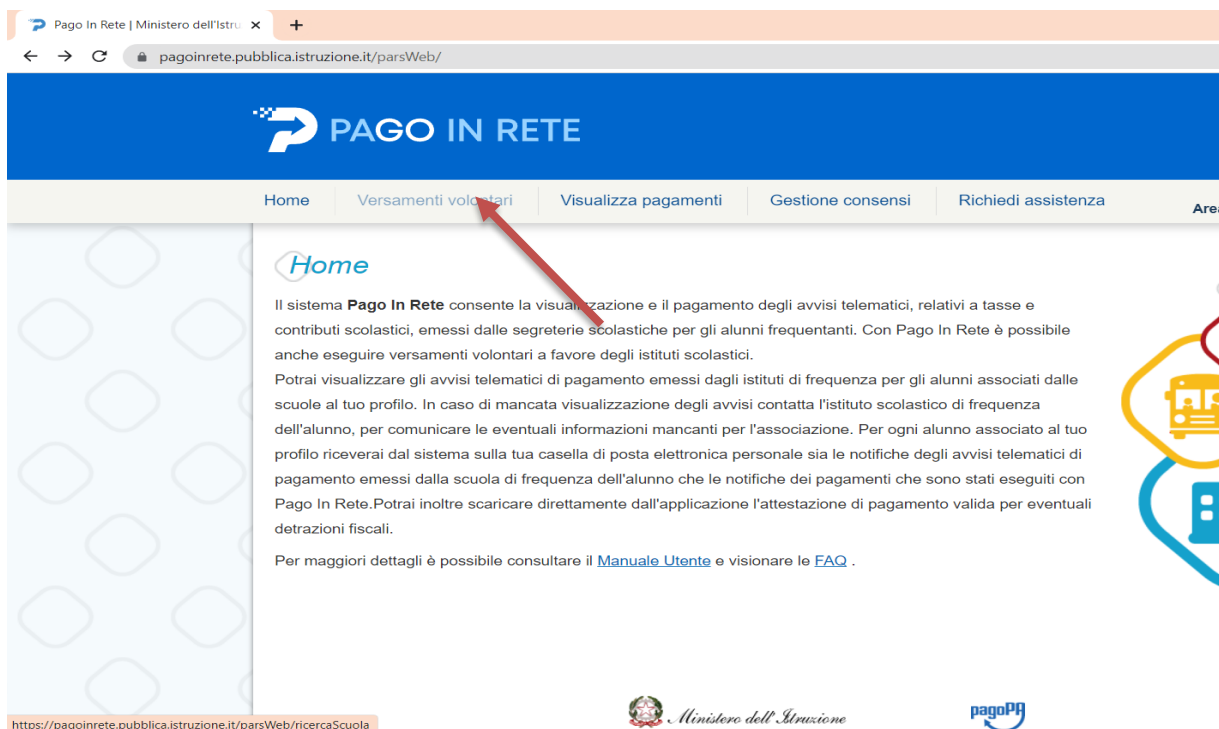 Pago In Rete | Ministero dell'Istru
pagoinrete.pubblica.istruzione.it/parsWeb/
PAGO IN RETE
Home Versamenti volontari Visualizza pagamenti Gestione consensi Richiedi assistenza
Home
Il sistema Pago In Rete consente la visualizzazione e il pagamento degli avvisi telematici, relativi a tasse e
contributi scolastici, emessi dalle segreterie scolastiche per gli alunni frequentanti. Con Pago In Rete è possibile
anche eseguire versamenti volontari a favore degli istituti scolastici.
Potrai visualizzare gli avvisi telematici di pagamento emessi dagli istituti di frequenza per gli alunni associati dalle
scuole al tuo profilo. In caso di mancata visualizzazione degli avvisi contatta l'istituto scolastico di frequenza
dell'alunno, per comunicare le eventuali informazioni mancanti per l'associazione. Per ogni alunno associato al tuo
profilo riceverai dal sistema sulla tua casella di posta elettronica personale sia le notifiche degli avvisi telematici di
pagamento emessi dalla scuola di frequenza dell'alunno che le notifiche dei pagamenti che sono stati eseguiti con
Pago In Rete.Potrai inoltre scaricare direttamente dall'applicazione l'attestazione di pagamento valida per eventuali
detrazioni fiscali.
Per maggiori dettagli è possibile consultare il Manuale Utente e visionare le FAQ .
Ministero dell'Istruzione
pagoPA
https://pagoinrete.pubblica.istruzione.it/parsWeb/ricercaScuola